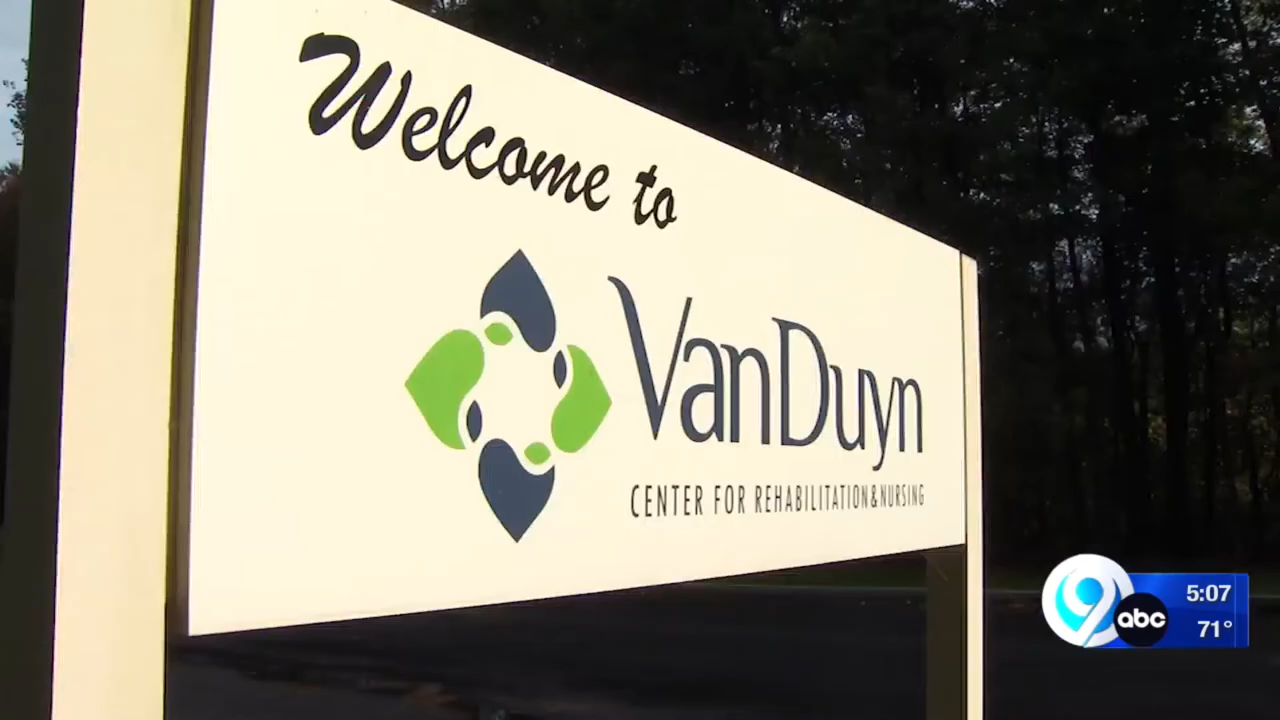 Welcome to
VanDuyn
CENTER FOR REHABILITATION & NURSING
9 abc
5:07
71°